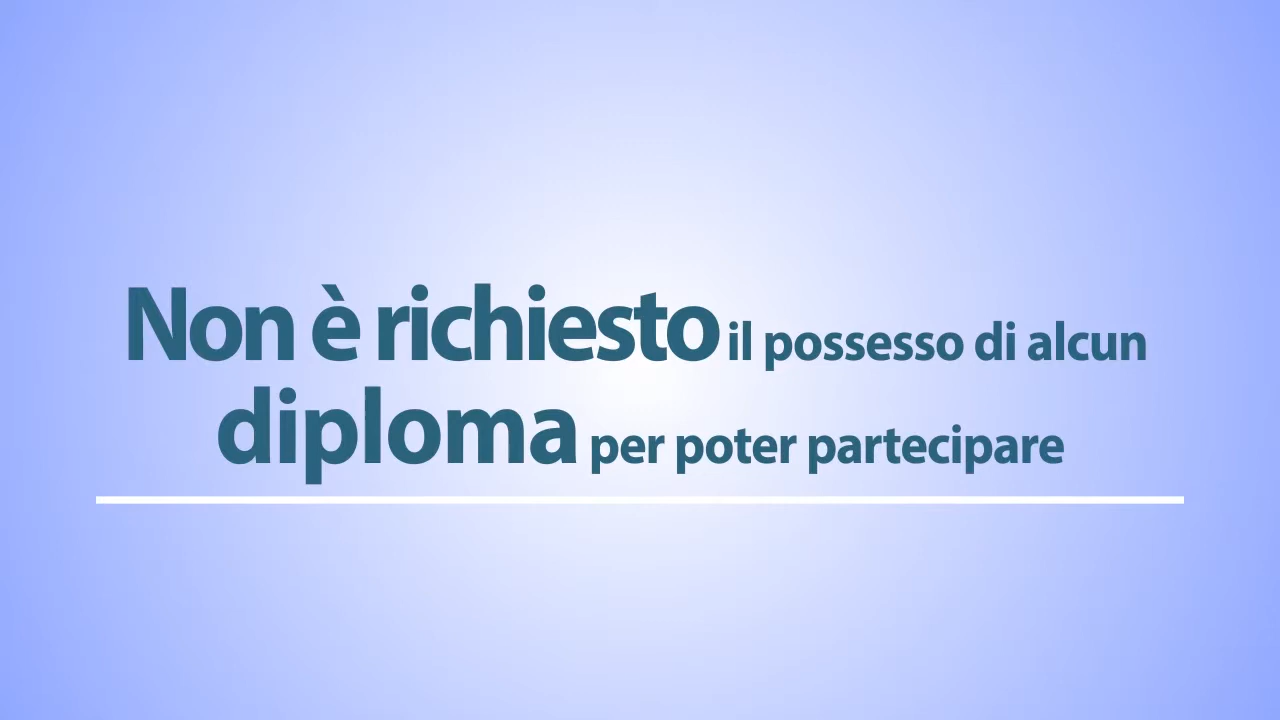 Non è richiesto il possesso di alcun
diploma per poter partecipare